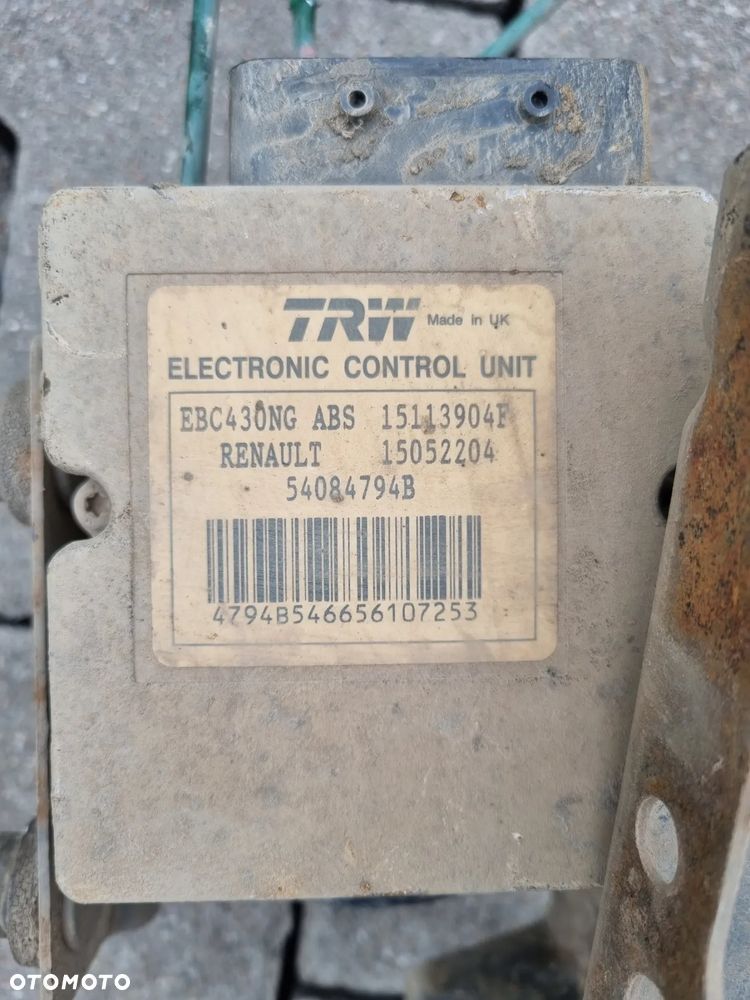 TRW Made in UK
ELECTRONIC CONTROL UNIT
EBC430NG ABS 15113904F
RENAULT 15052204
54084794B
4794B546656107253
OTOMOTO